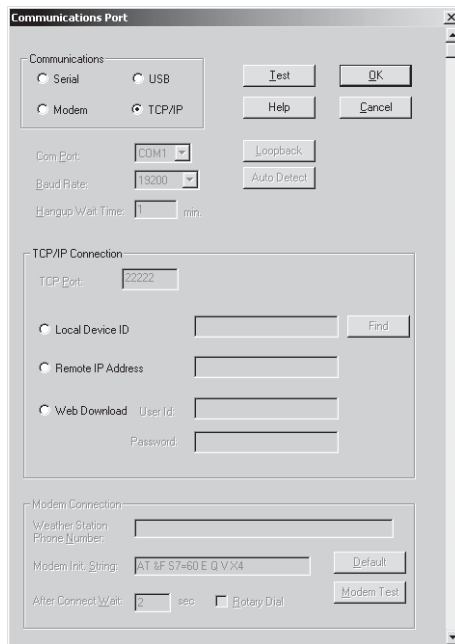 Communications Port
Communications
Serial
USB
Modem
TCP/IP
Test
OK
Help
Cancel
Com Port: COM1
Loopback
Baud Rate: 19200
Auto Detect
Hangup Wait Time: 1 min.
TCP/IP Connection
TCP Port: 22222
Local Device ID
Find
Remote IP Address
Web Download User Id:
Password:
Modem Connection
Weather Station
Phone Number:
Modem Init. String: AT &F S7=60 E Q V X4
Default
After Connect Wait: 2 sec Rotary Dial
Modem Test